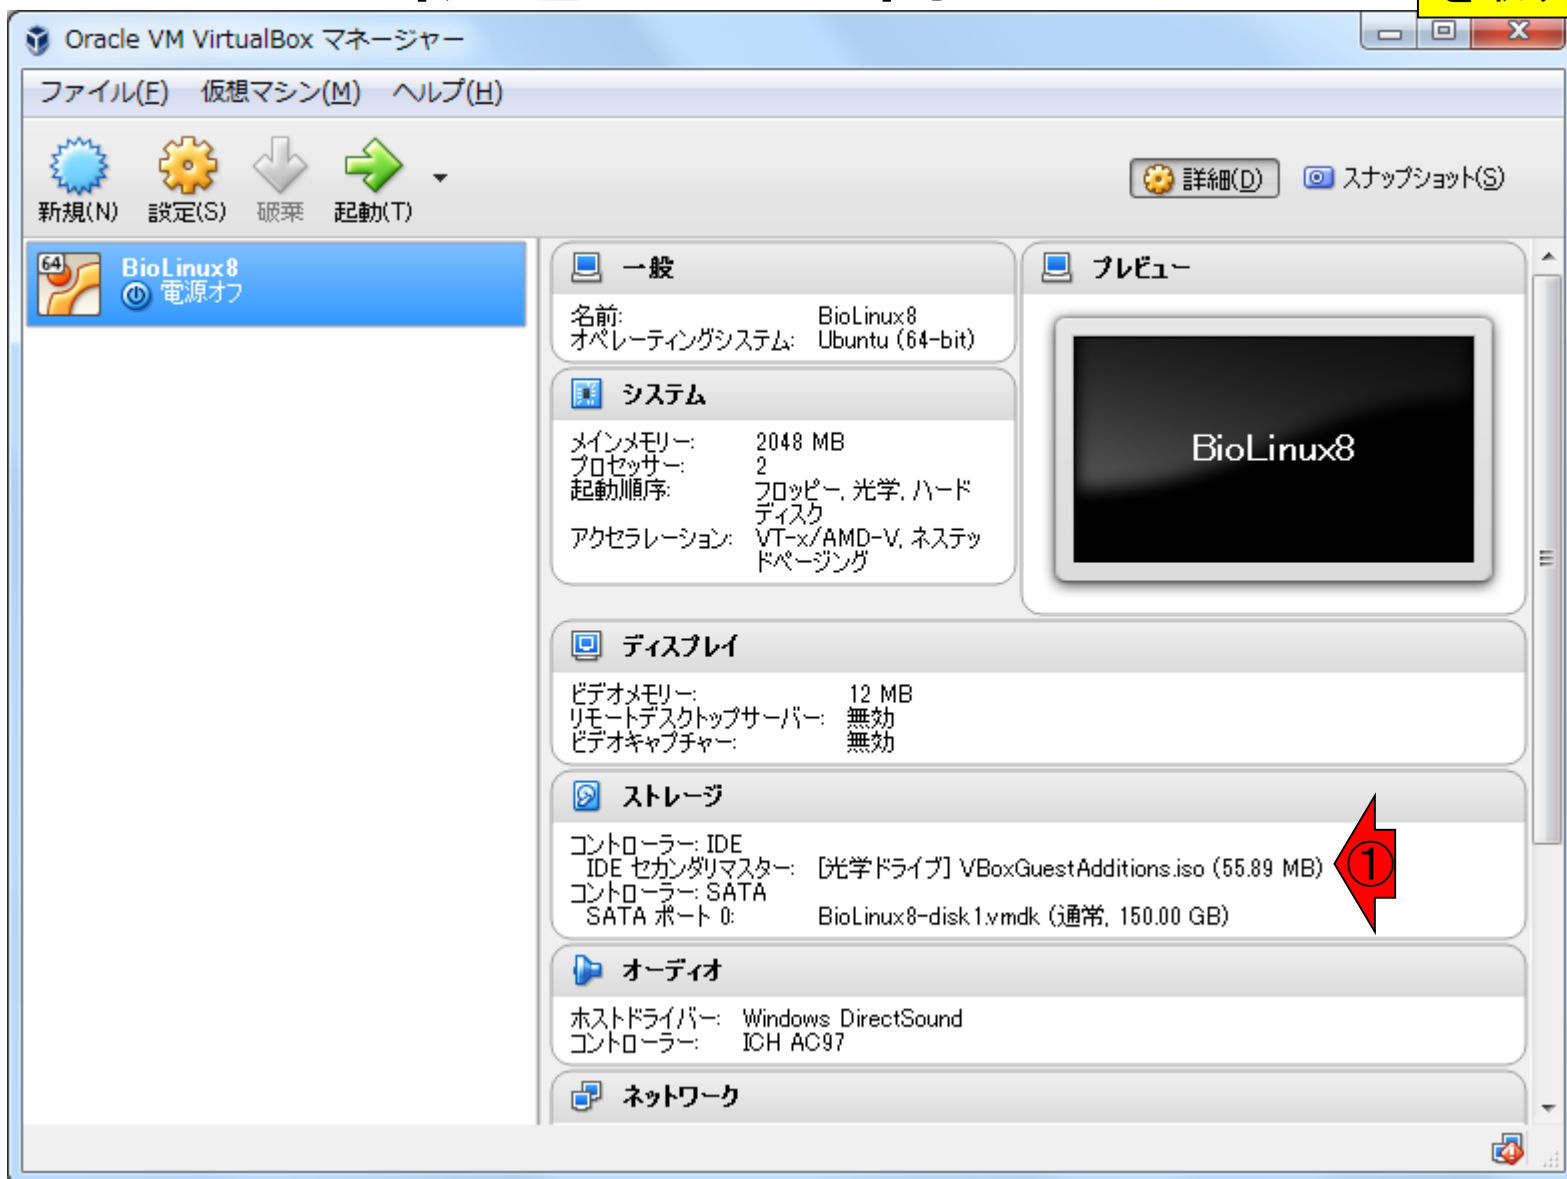 Oracle VM VirtualBox マネージャー
ファイル(F) 仮想マシン(M) ヘルプ(H)
新規(N) 設定(S) 破棄 起動(T)
詳細(D) スナップショット(S)
64
BioLinux8
電源オフ
一般
名前: BioLinux8
オペレーティングシステム: Ubuntu (64-bit)
プレビュー
BioLinux8
システム
メインメモリー: 2048 MB
プロセッサー: 2
起動順序: フロッピー, 光学, ハード
ディスク
アクセラレーション: VT-x/AMD-V, ネステッ
ドページング
ディスプレイ
ビデオメモリー: 12 MB
リモートデスクトップサーバー: 無効
ビデオキャプチャー: 無効
ストレージ
コントローラー: IDE
IDE セカンダリマスター: [光学ドライブ] VBoxGuestAdditions.iso (55.89 MB)
①
コントローラー: SATA
SATA ポート 0: BioLinux8-disk1.vmdk (通常, 150.00 GB)
オーディオ
ホストドライバー: Windows DirectSound
コントローラー: ICH AC97
ネットワーク